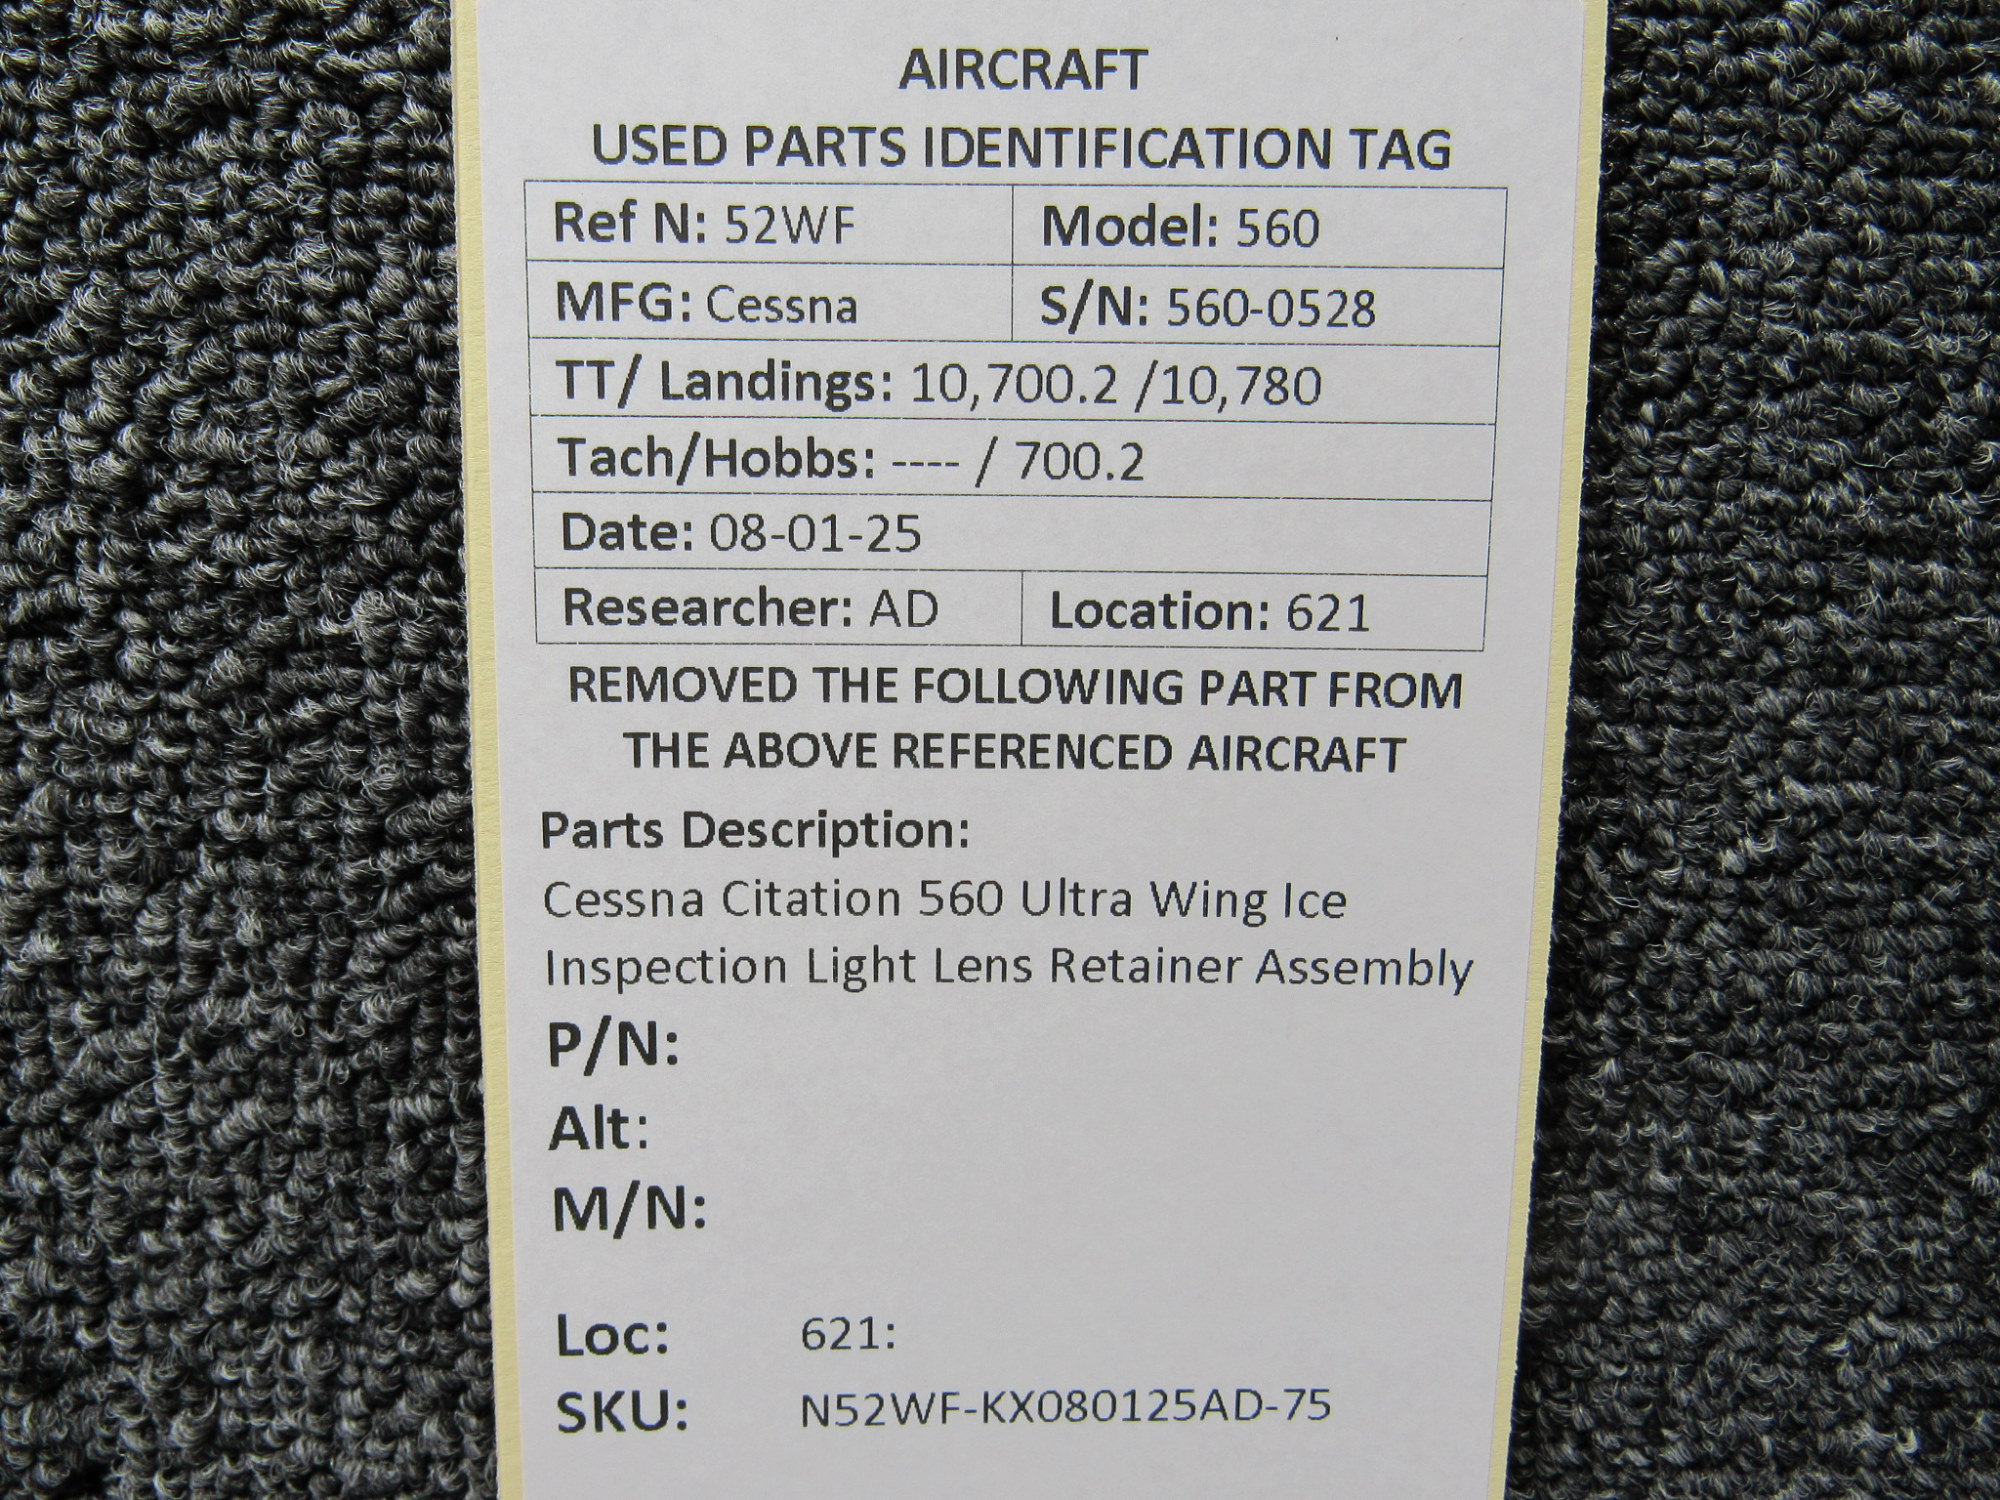 AIRCRAFT
USED PARTS IDENTIFICATION TAG
Ref N: 52WF Model: 560
MFG: Cessna S/N: 560-0528
TT/ Landings: 10,700.2 /10,780
Tach/Hobbs: ---- / 700.2
Date: 08-01-25
Researcher: AD Location: 621
REMOVED THE FOLLOWING PART FROM
THE ABOVE REFERENCED AIRCRAFT
Parts Description:
Cessna Citation 560 Ultra Wing Ice
Inspection Light Lens Retainer Assembly
P/N:
Alt:
M/N:
Loc: 621:
SKU: N52WF-KX080125AD-75